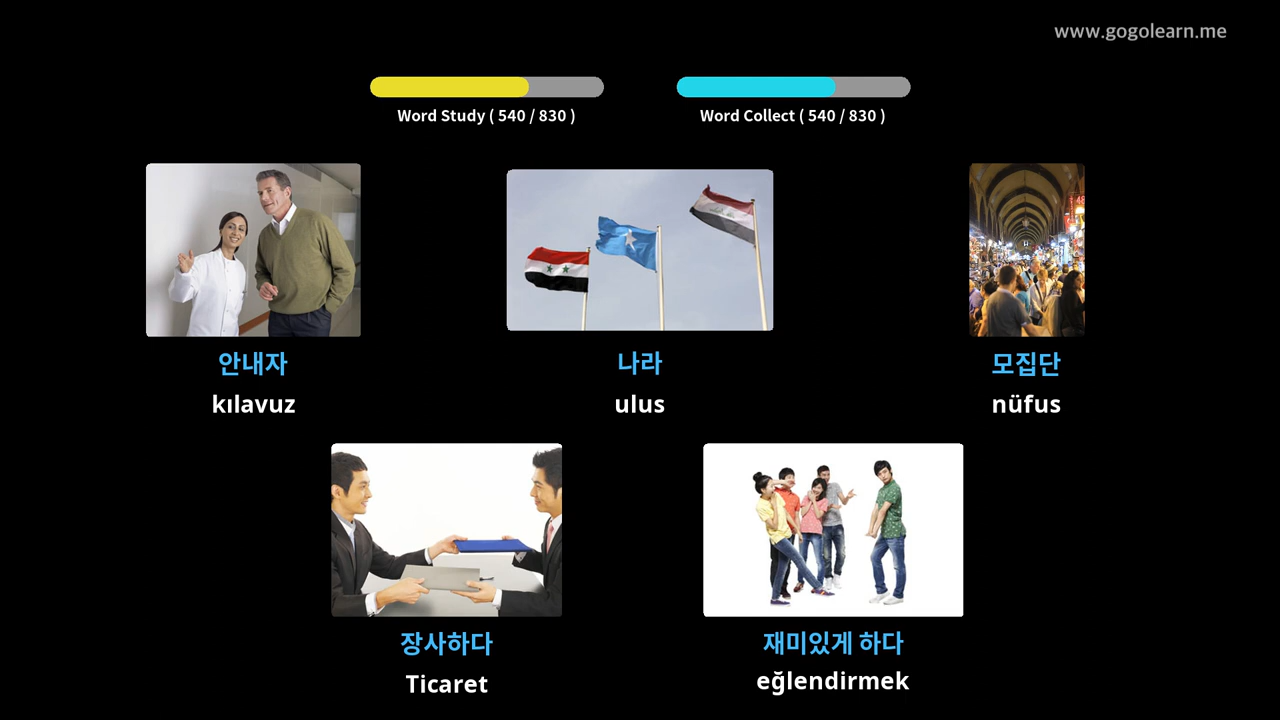 www.gogolearn.me
Word Study ( 540 / 830 )
Word Collect ( 540 / 830 )
안내자
kılavuz
나라
ulus
모집단
nüfus
장사하다
Ticaret
재미있게 하다
eğlendirmek